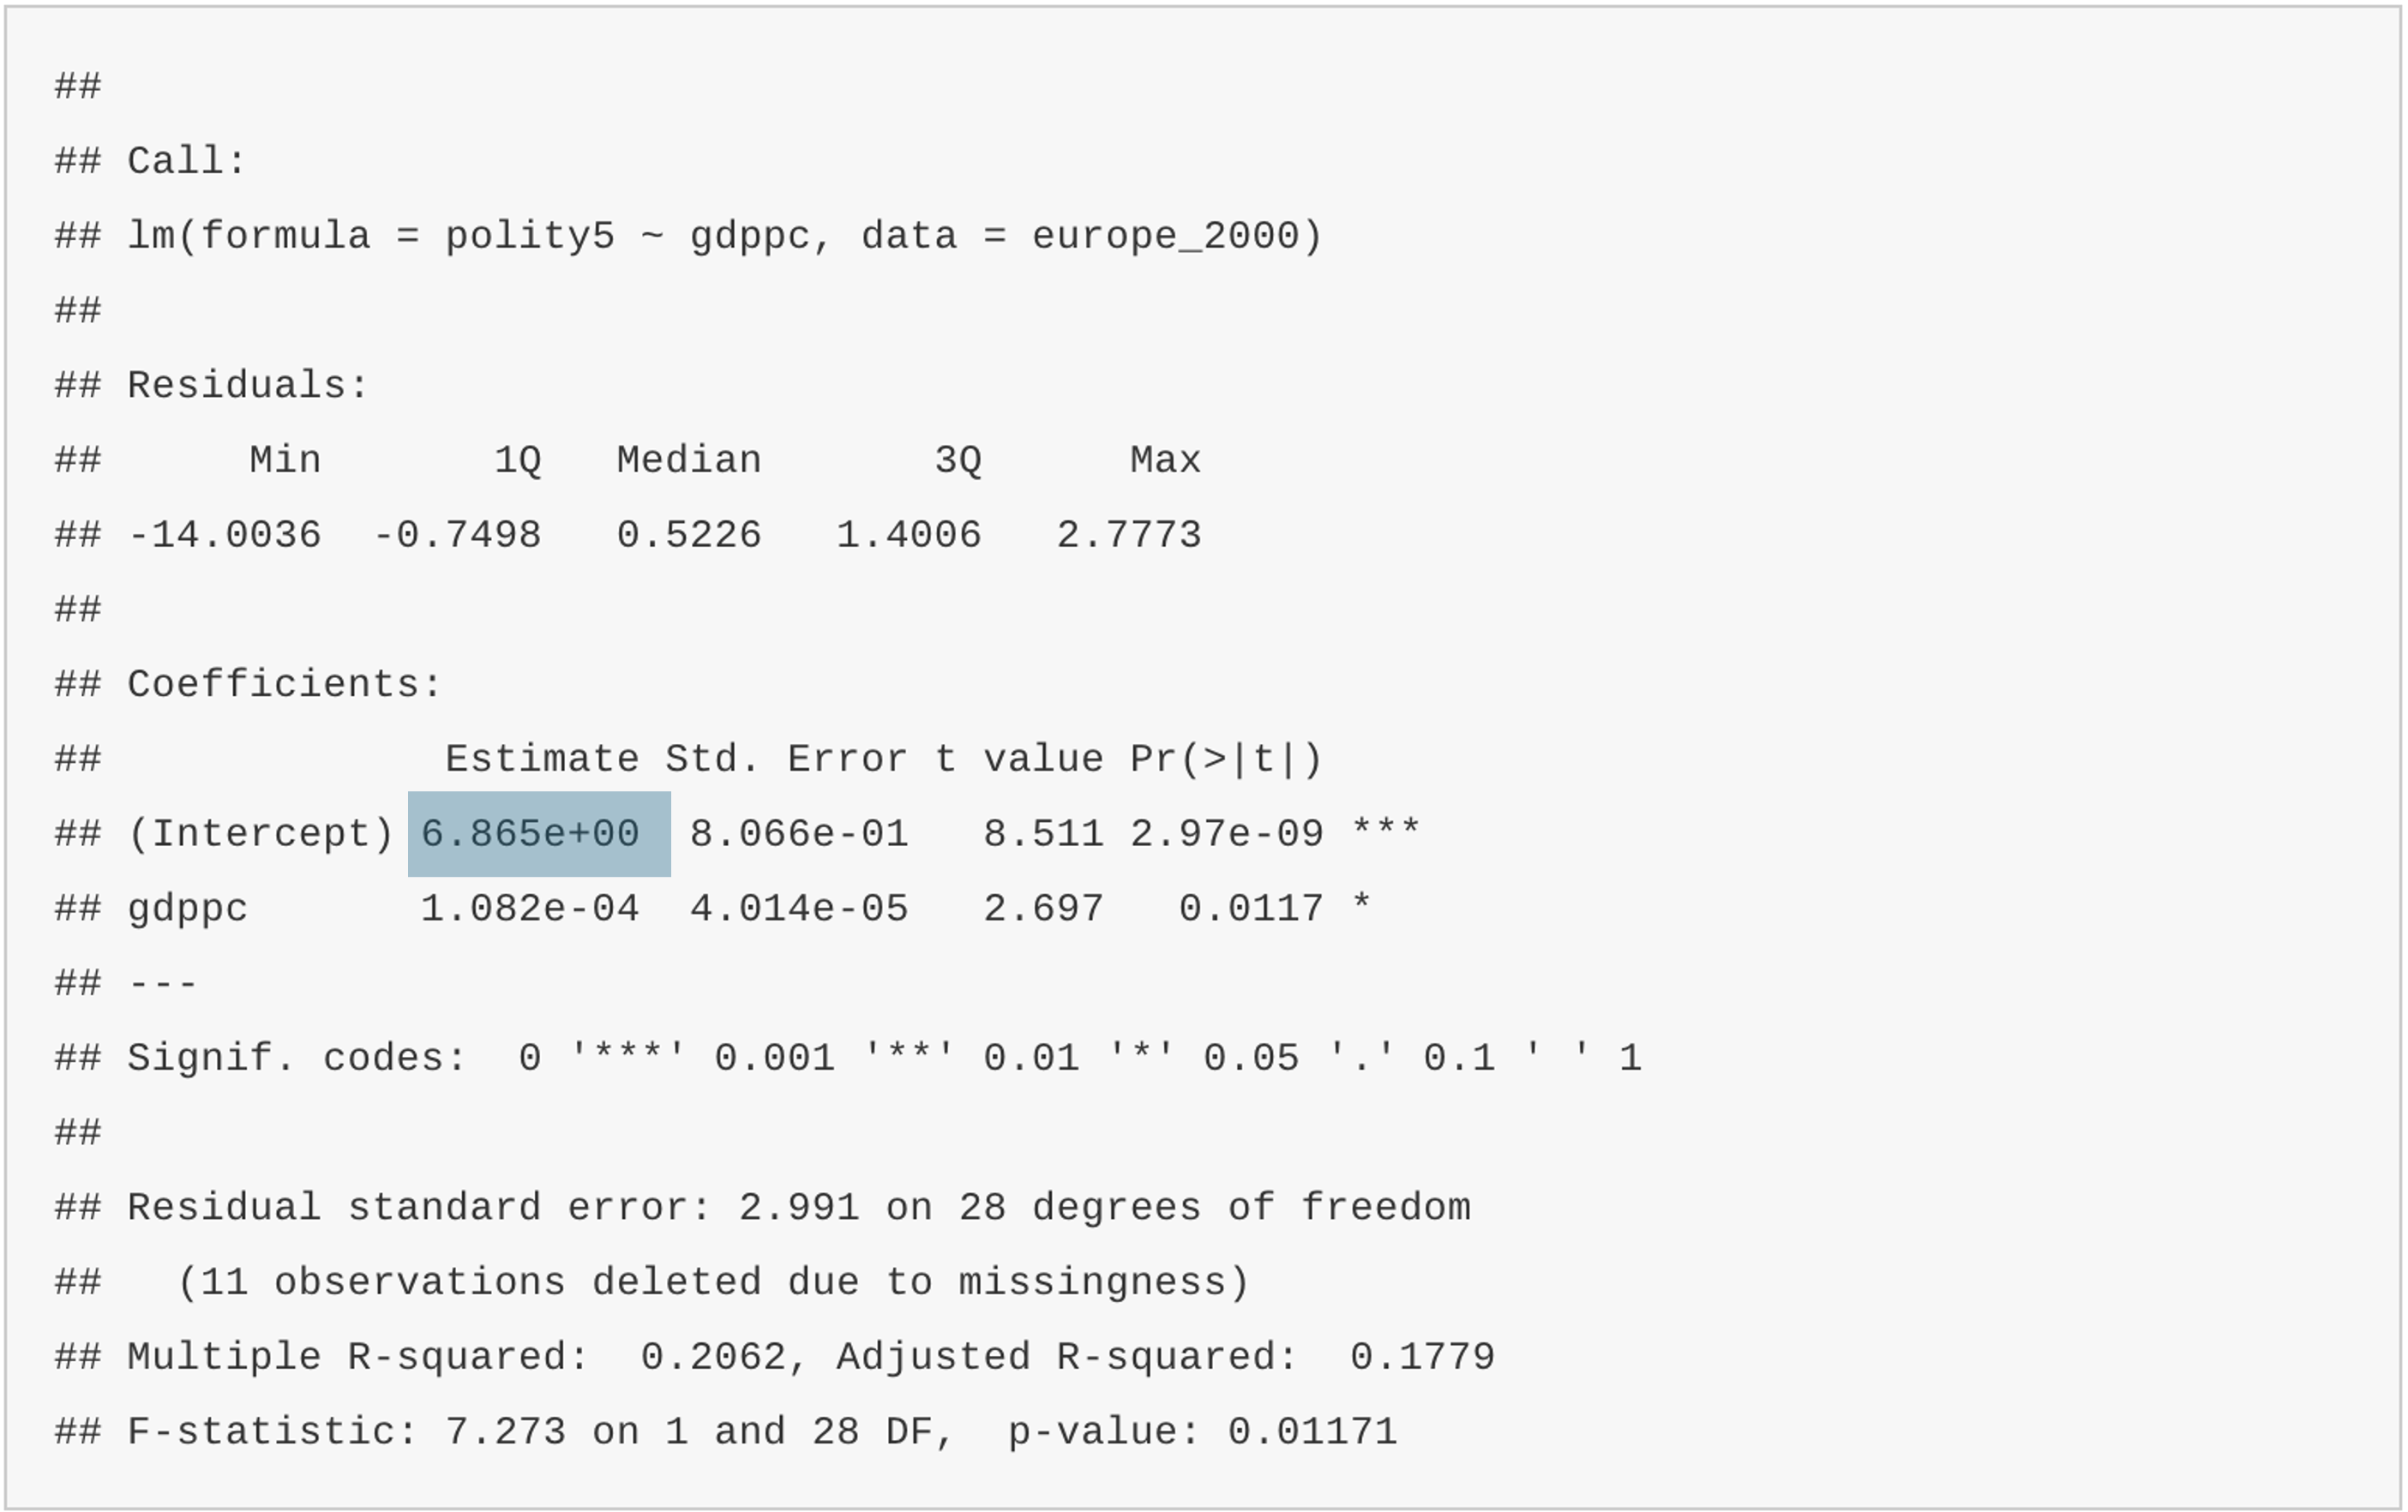 ##
## Call:
## lm(formula = polity5 ~ gdppc, data = europe_2000)
##
## Residuals:
##      Min       1Q   Median       3Q      Max
## -14.0036  -0.7498   0.5226   1.4006   2.7773
##
## Coefficients:
##              Estimate Std. Error t value Pr(>|t|)
## (Intercept) 6.865e+00  8.066e-01   8.511 2.97e-09 ***
## gdppc       1.082e-04  4.014e-05   2.697   0.0117 *
## ---
## Signif. codes:  0 '***' 0.001 '**' 0.01 '*' 0.05 '.' 0.1 ' ' 1
##
## Residual standard error: 2.991 on 28 degrees of freedom
##   (11 observations deleted due to missingness)
## Multiple R-squared:  0.2062, Adjusted R-squared:  0.1779
## F-statistic: 7.273 on 1 and 28 DF,  p-value: 0.01171